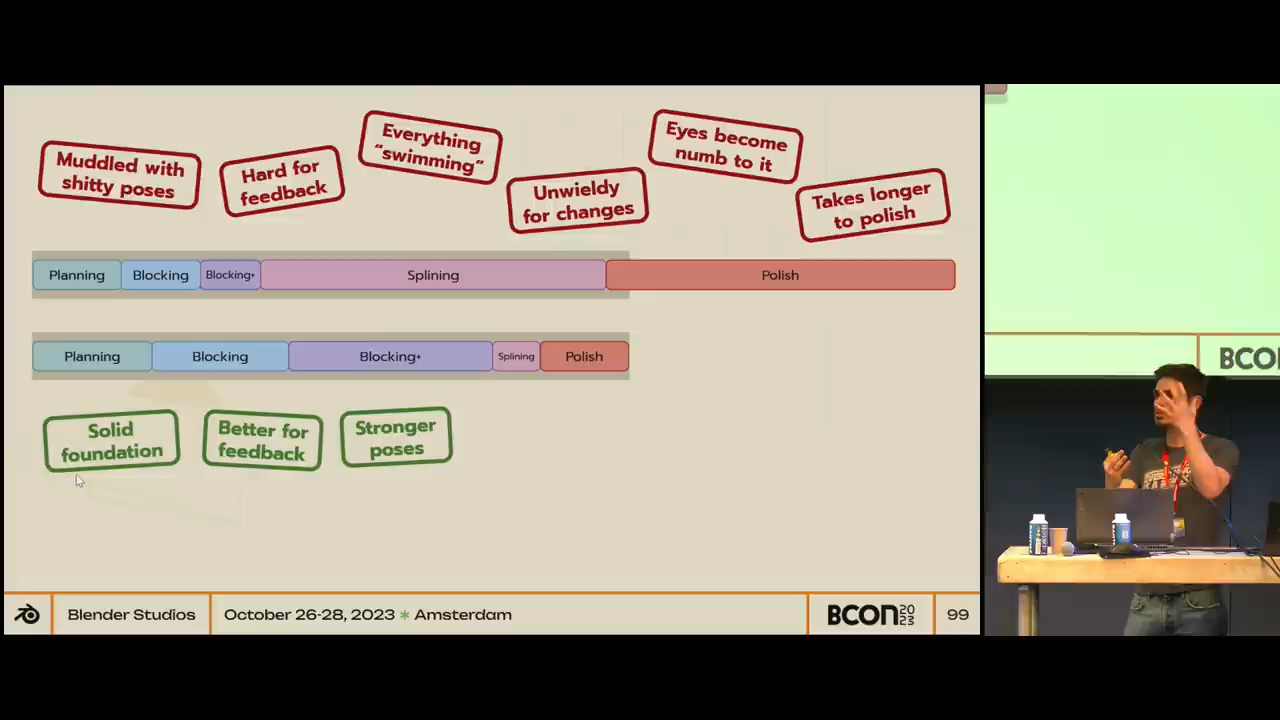 Muddled with
shitty poses
Hard for
feedback
Everything
“swimming”
Unwieldy
for changes
Eyes become
numb to it
Takes longer
to polish
Planning
Blocking
Blocking+
Splining
Polish
Planning
Blocking
Blocking+
Splining
Polish
Solid
foundation
Better for
feedback
Stronger
poses
Blender Studios
October 26-28, 2023 * Amsterdam
BCON 20
23
99
BCO